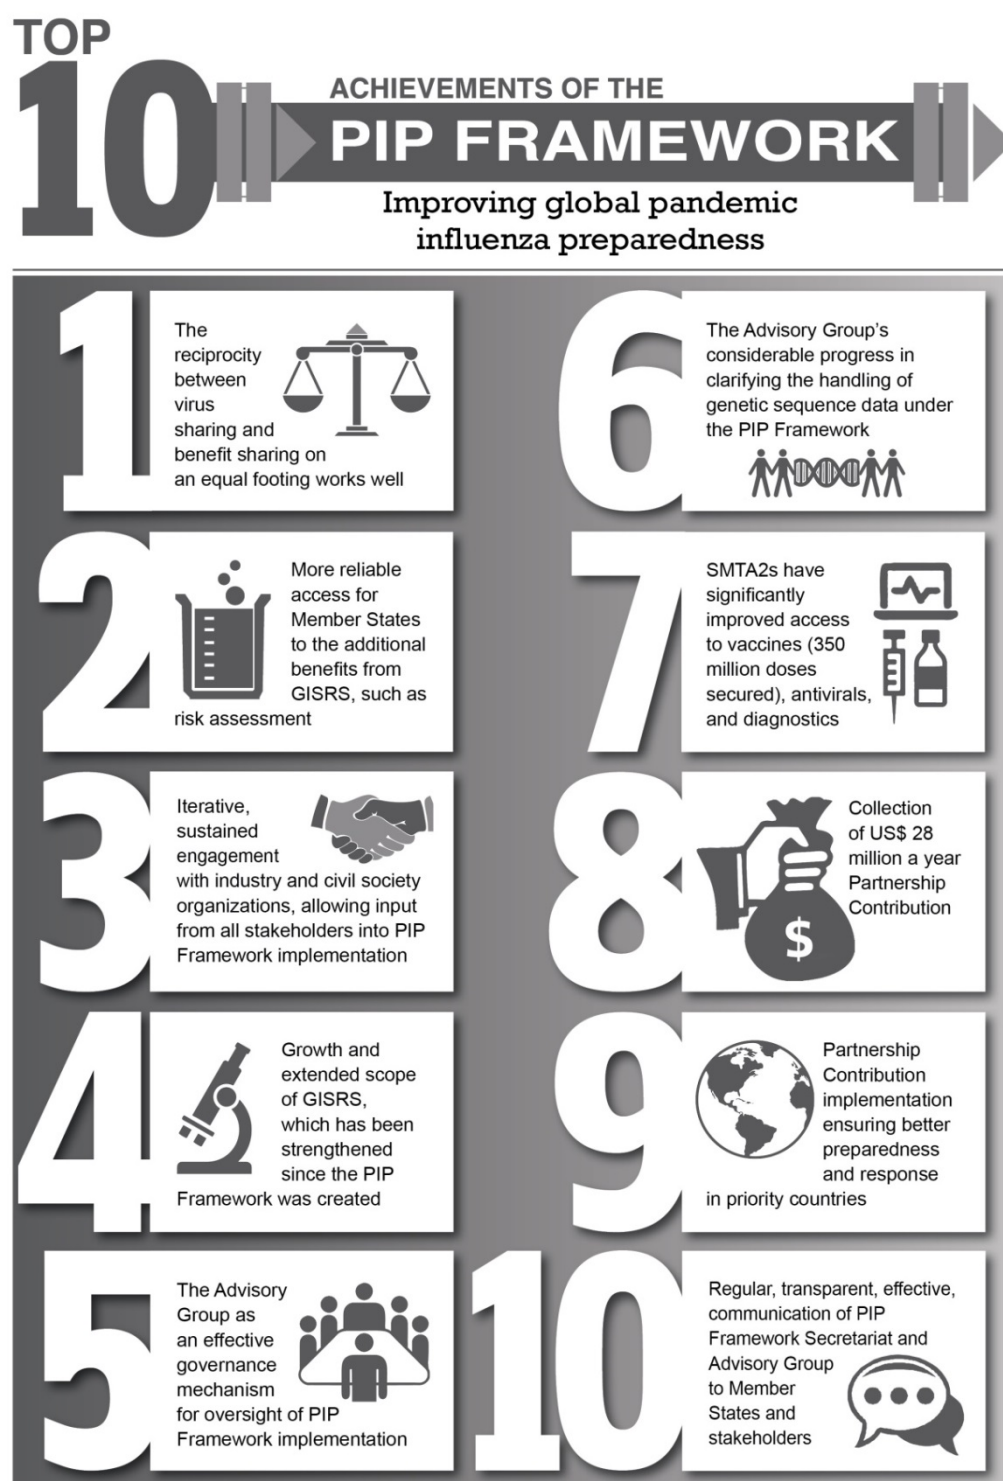 TOP
10
ACHIEVEMENTS OF THE
PIP FRAMEWORK
Improving global pandemic
influenza preparedness
1
The
reciprocity
between
virus
sharing and
benefit sharing on
an equal footing works well
2
More reliable
access for
Member States
to the additional
benefits from
GISRS, such as
risk assessment
3
Iterative,
sustained
engagement
with industry and civil society
organizations, allowing input
from all stakeholders into PIP
Framework implementation
4
Growth and
extended scope
of GISRS,
which has been
strengthened
since the PIP
Framework was created
5
The Advisory
Group as
an effective
governance
mechanism
for oversight of PIP
Framework implementation
6
The Advisory Group's
considerable progress in
clarifying the handling of
genetic sequence data under
the PIP Framework
7
SMTA2s have
significantly
improved access
to vaccines (350
million doses
secured), antivirals,
and diagnostics
8
Collection
of US$ 28
million a year
Partnership
Contribution
$
9
Partnership
Contribution
implementation
ensuring better
preparedness
and response
in priority countries
10
Regular, transparent, effective,
communication of PIP
Framework Secretariat and
Advisory Group
to Member
States and
stakeholders